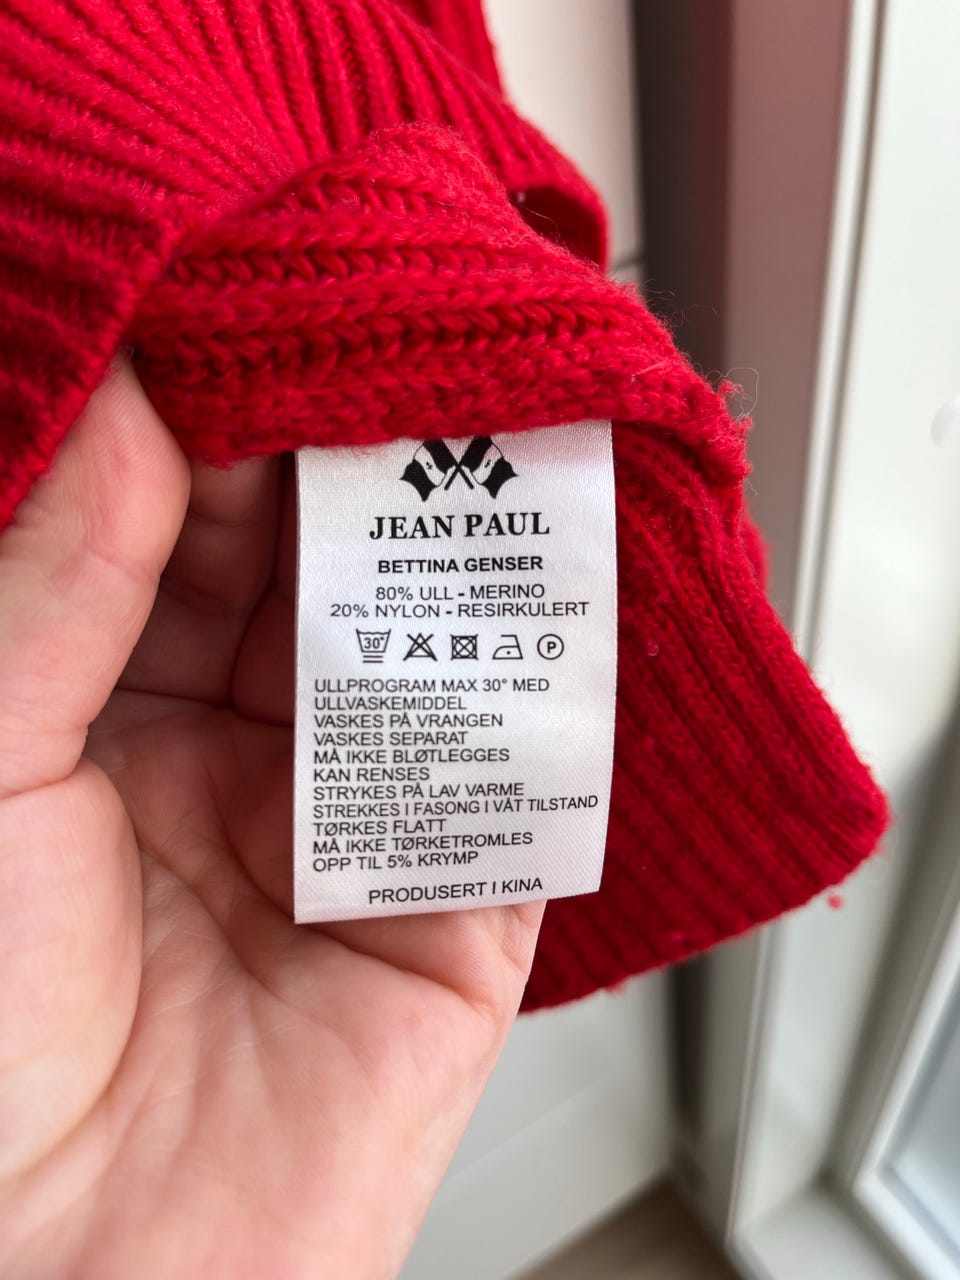 JEAN PAUL
BETTINA GENSER
80% ULL - MERINO
20% NYLON - RESIRKULERT
30° P
ULLPROGRAM MAX 30° MED
ULLVASKEMIDDEL
VASKES PÅ VRANGEN
VASKES SEPARAT
MÅ IKKE BLØTLEGGES
KAN RENSES
STRYKES PÅ LAV VARME
STREKKES I FASONG I VÅT TILSTAND
TØRKES FLATT
MÅ IKKE TØRKETROMLES
OPP TIL 5% KRYMP
PRODUSERT I KINA